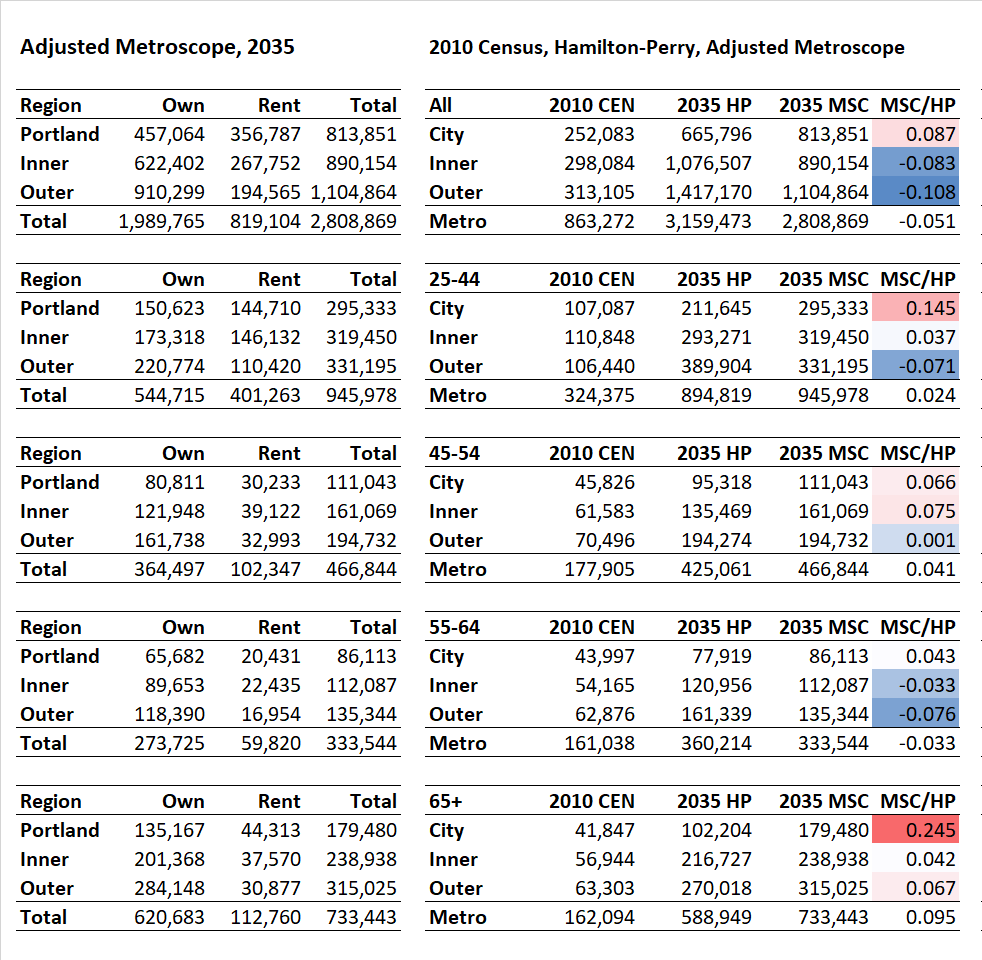 Adjusted Metroscope, 2035 2010 Census, Hamilton-Perry, Adjusted Metroscope
Region Own Rent Total All 2010 CEN 2035 HP 2035 MSC MSC/HP
Portland 457,064 356,787 813,851 City 252,083 665,796 813,851 0.087
Inner 622,402 267,752 890,154 Inner 298,084 1,076,507 890,154 -0.083
Outer 910,299 194,565 1,104,864 Outer 313,105 1,417,170 1,104,864 -0.108
Total 1,989,765 819,104 2,808,869 Metro 863,272 3,159,473 2,808,869 -0.051
Region Own Rent Total 25-44 2010 CEN 2035 HP 2035 MSC MSC/HP
Portland 150,623 144,710 295,333 City 107,087 211,645 295,333 0.145
Inner 173,318 146,132 319,450 Inner 110,848 293,271 319,450 0.037
Outer 220,774 110,420 331,195 Outer 106,440 389,904 331,195 -0.071
Total 544,715 401,263 945,978 Metro 324,375 894,819 945,978 0.024
Region Own Rent Total 45-54 2010 CEN 2035 HP 2035 MSC MSC/HP
Portland 80,811 30,233 111,043 City 45,826 95,318 111,043 0.066
Inner 121,948 39,122 161,069 Inner 61,583 135,469 161,069 0.075
Outer 161,738 32,993 194,732 Outer 70,496 194,274 194,732 0.001
Total 364,497 102,347 466,844 Metro 177,905 425,061 466,844 0.041
Region Own Rent Total 55-64 2010 CEN 2035 HP 2035 MSC MSC/HP
Portland 65,682 20,431 86,113 City 43,997 77,919 86,113 0.043
Inner 89,653 22,435 112,087 Inner 54,165 120,956 112,087 -0.033
Outer 118,390 16,954 135,344 Outer 62,876 161,339 135,344 -0.076
Total 273,725 59,820 333,544 Metro 161,038 360,214 333,544 -0.033
Region Own Rent Total 65+ 2010 CEN 2035 HP 2035 MSC MSC/HP
Portland 135,167 44,313 179,480 City 41,847 102,204 179,480 0.245
Inner 201,368 37,570 238,938 Inner 56,944 216,727 238,938 0.042
Outer 284,148 30,877 315,025 Outer 63,303 270,018 315,025 0.067
Total 620,683 112,760 733,443 Metro 162,094 588,949 733,443 0.095